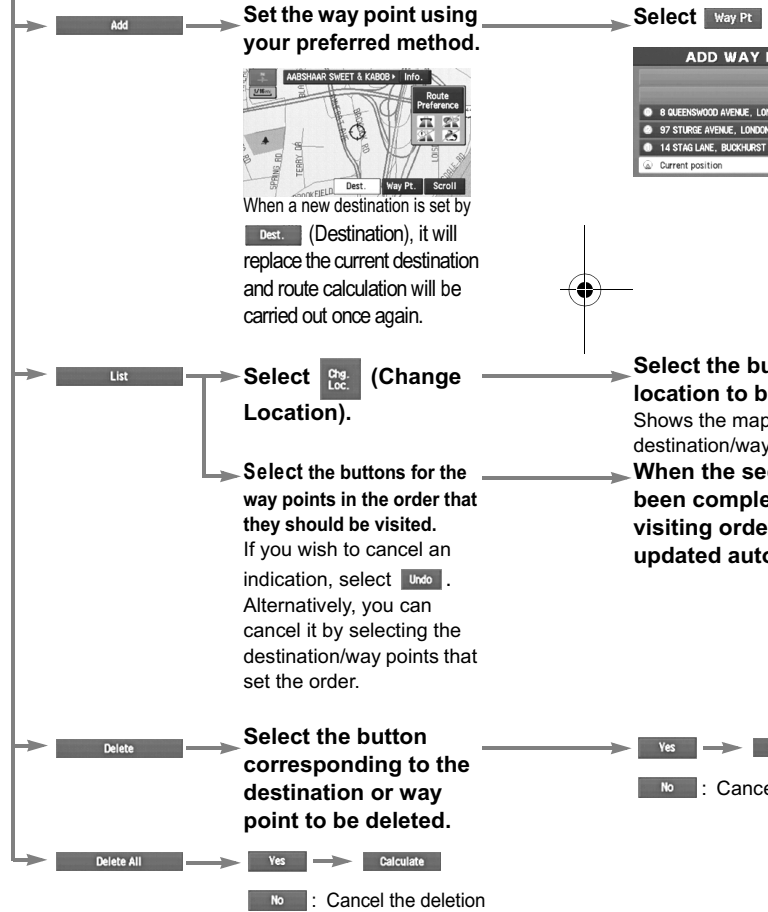 Add
Set the way point using
your preferred method.
AABSHAAR SWEET & KABOB Info.
Route
Preference
TERRY DR
SPRING RD
Dest. Way Pt. Scroll
When a new destination is set by
Dest. (Destination), it will
replace the current destination
and route calculation will be
carried out once again.
Select Way Pt
ADD WAY
8 QUEENSWOOD AVENUE,
97 STURGE AVENUE, LONDON
14 STAG LANE, BUCKHURST
Current position
List
Select Chg. Loc. (Change
Location).
Select the buttons for the
way points in the order that
they should be visited.
If you wish to cancel an
indication, select Undo .
Alternatively, you can
cancel it by selecting the
destination/way points that
set the order.
Select the bu
location to b
Shows the map
destination/way
When the se
been comple
visiting orde
updated auto
Delete
Select the button
corresponding to the
destination or way
point to be deleted.
Yes
No : Cance
Delete All
Yes Calculate
No : Cancel the deletion